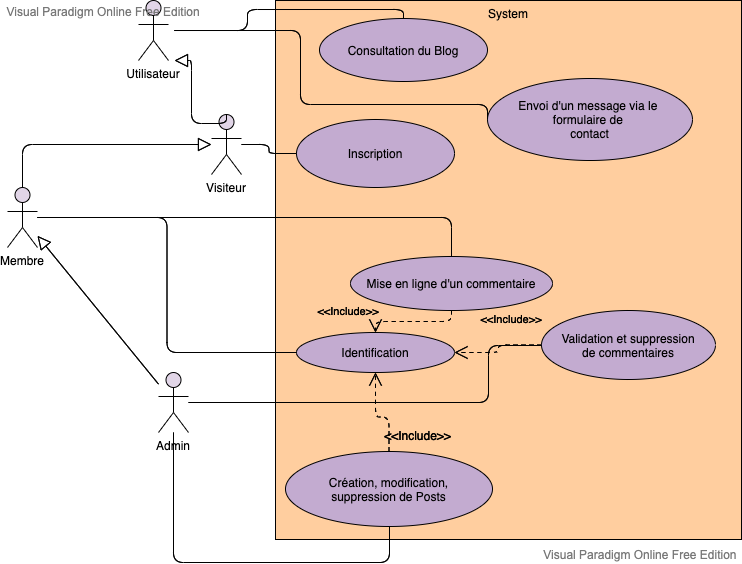 Visual Paradigm Online Free Edition
System
Consultation du Blog
Utilisateur
Envoi d'un message via le
formulaire de
contact
Inscription
Visiteur
Membre
Mise en ligne d'un commentaire
<<Include>>
<<Include>>
Validation et suppression
de commentaires
Identification
Admin
<<Include>>
Création, modification,
suppression de Posts
Visual Paradigm Online Free Edition